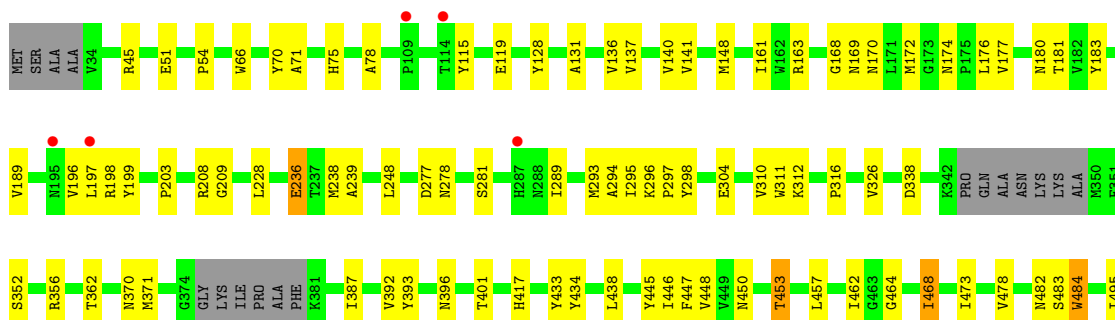 MET SER ALA ALA V34 R45 E51 P54 W66 Y70 A71 H75 A78 P109 T114 Y115 E119 Y128 A131 V136 V137 V140 V141 M148 I161 W162 R163 G168 N169 N170 L171 M172 G173 N174 P175 L176 V177 N180 T181 V182 Y183
V189 N195 V196 L197 R198 Y199 P203 R208 G209 L228 E236 T237 M238 A239 L248 D277 N278 S281 H287 N288 I289 M293 A294 I295 K296 P297 Y298 E304 V310 W311 K312 P316 V326 D338 K342 PRO GLN ALA ASN LYS LYS ALA M350 E351
S352 R356 T362 N370 M371 G374 GLY LYS ILE PRO ALA PHE K381 I387 V392 Y393 N396 T401 H417 Y433 Y434 L438 Y445 I446 F447 V448 V449 N450 T453 L457 I462 G463 G464 I468 I473 V478 N482 S483 W484